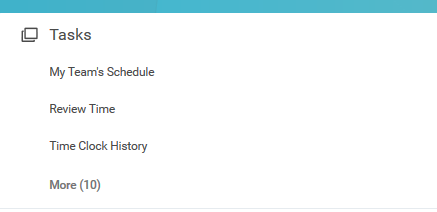 Tasks
My Team's Schedule
Review Time
Time Clock History
More (10)